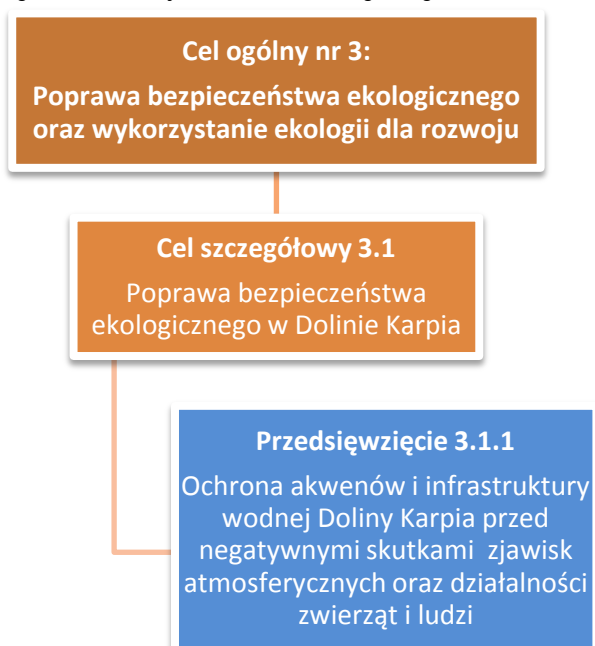 Cel ogólny nr 3:
Poprawa bezpieczeństwa ekologicznego
oraz wykorzystanie ekologii dla rozwoju
Cel szczegółowy 3.1
Poprawa bezpieczeństwa
ekologicznego w Dolinie Karpia
Przedsięwzięcie 3.1.1
Ochrona akwenów i infrastruktury
wodnej Doliny Karpia przed
negatywnymi skutkami zjawisk
atmosferycznych oraz działalności
zwierząt i ludzi